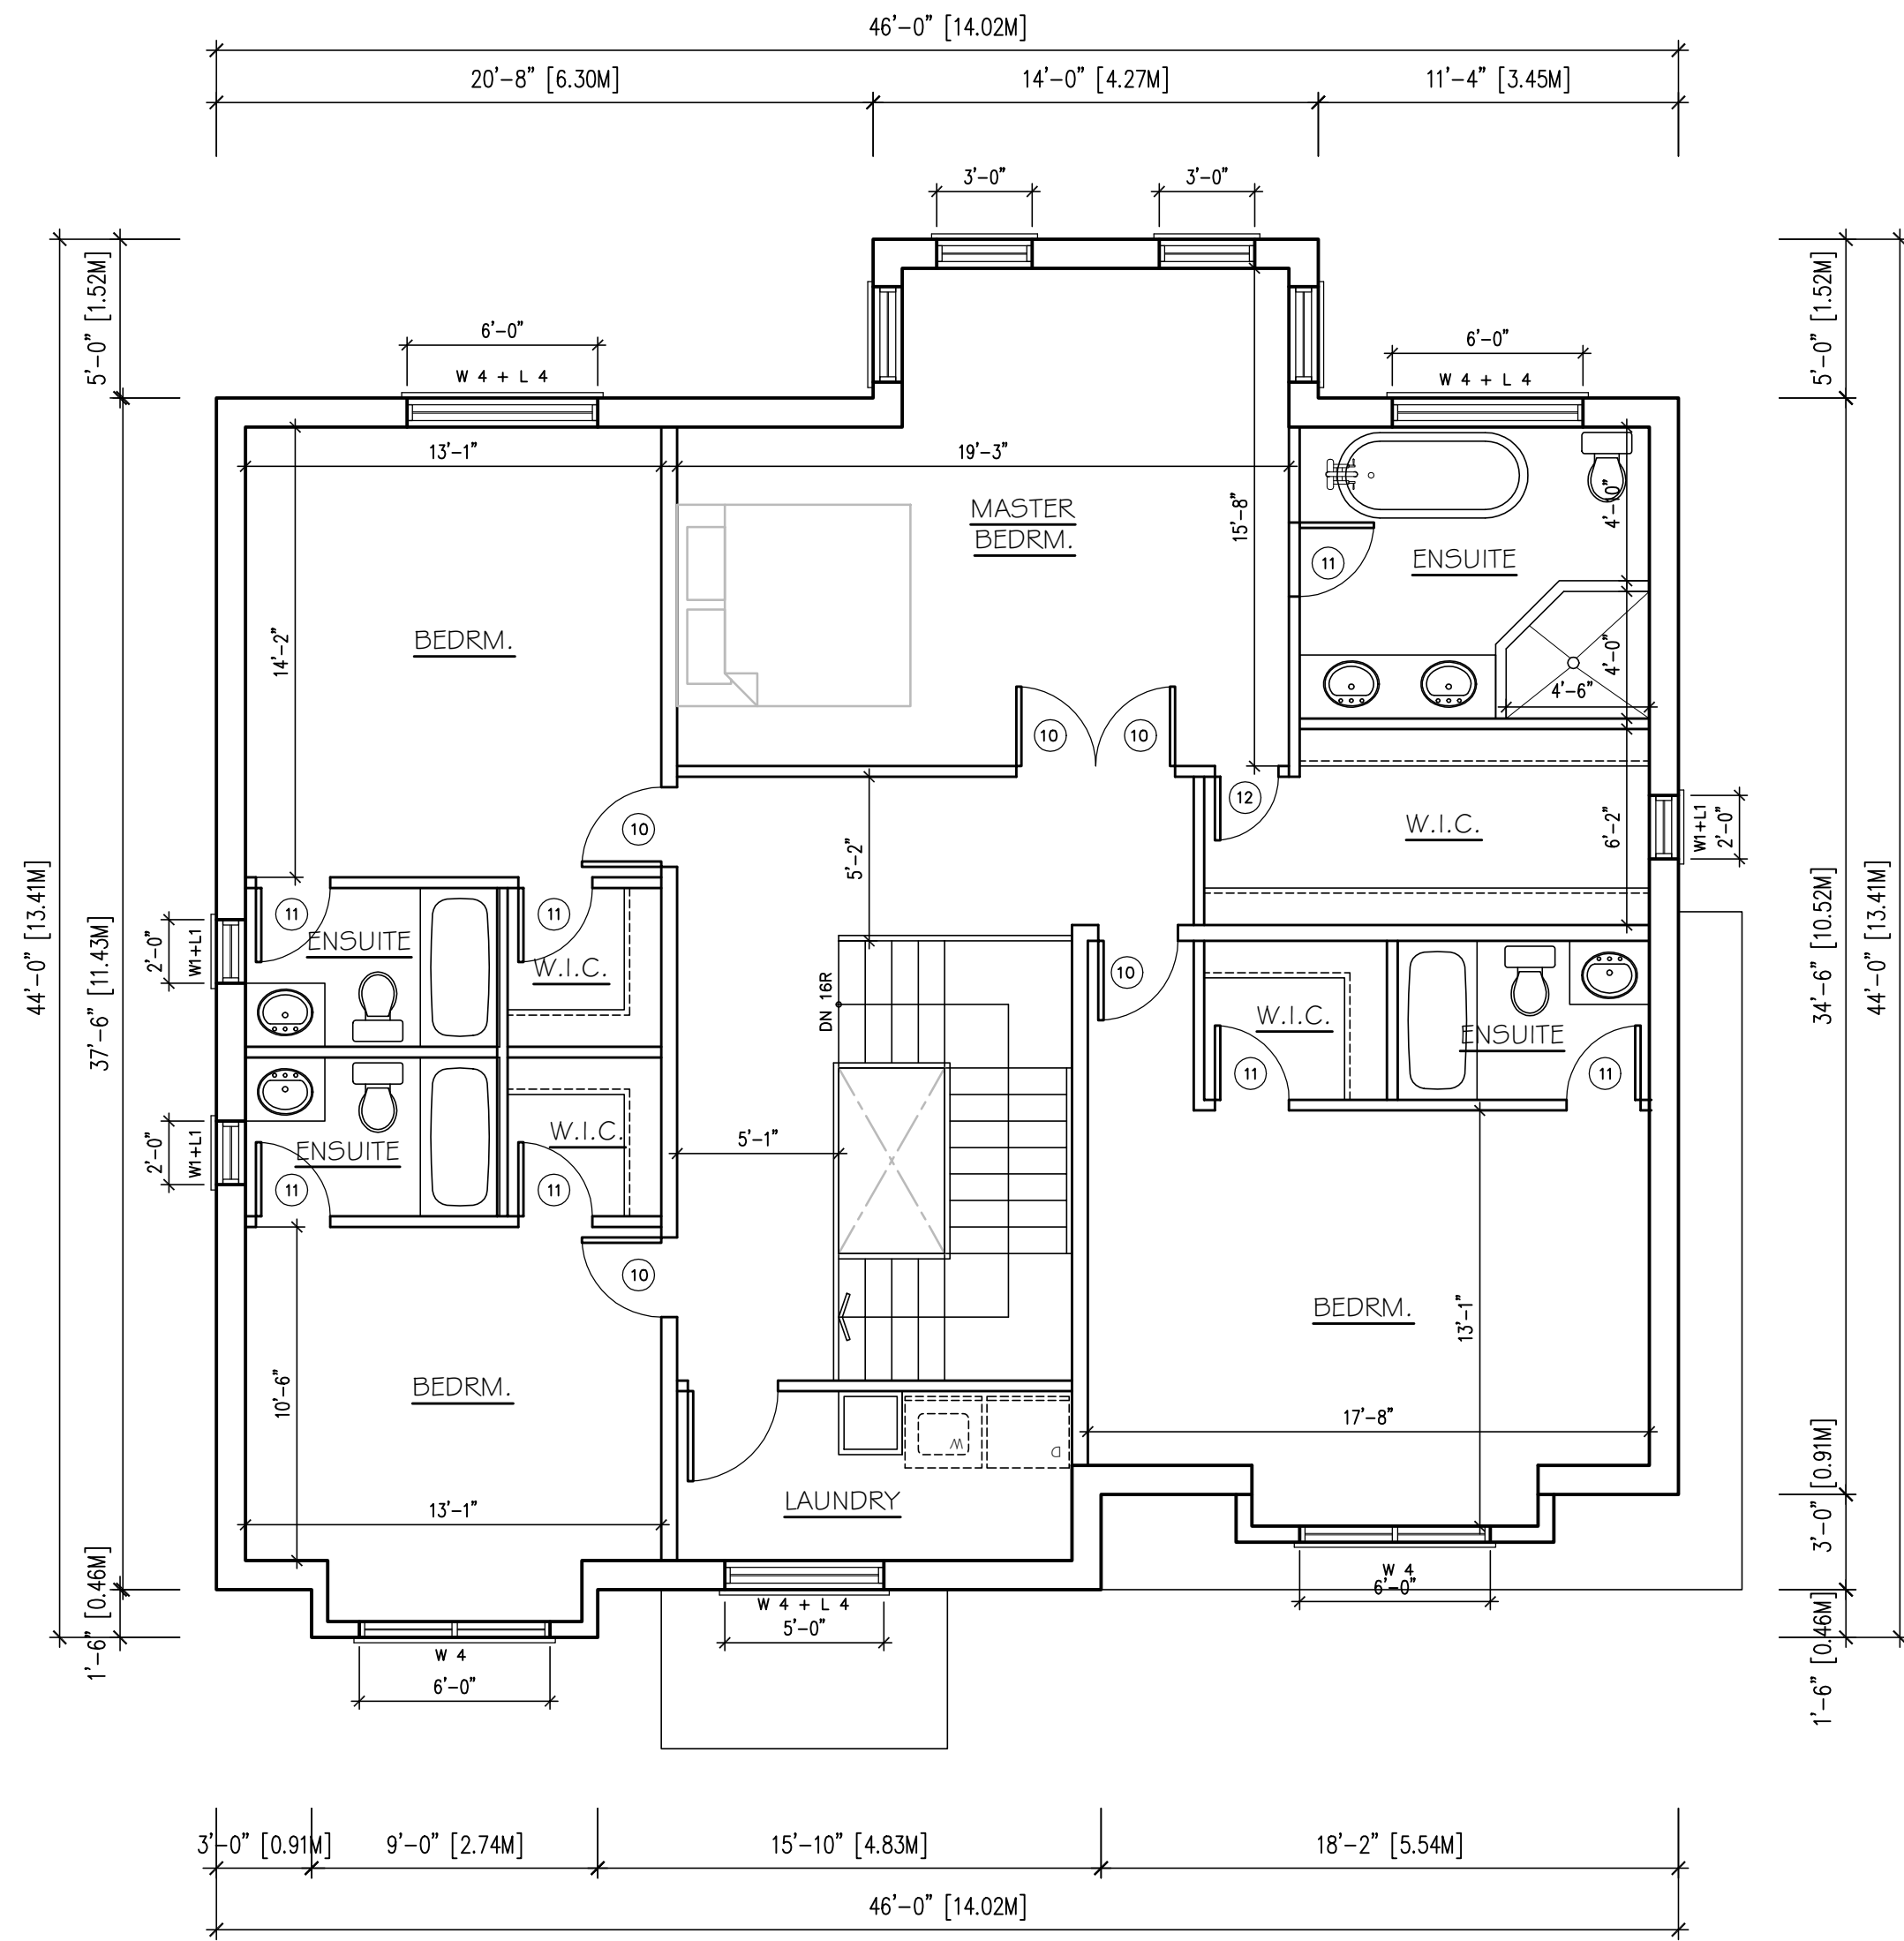 46'-0" [14.02M]
20'-8" [6.30M]
14'-0" [4.27M]
11'-4" [3.45M]
3'-0"
3'-0"
5'-0" [1.52M]
5'-0" [1.52M]
6'-0"
W 4 + L 4
6'-0"
W 4 + L 4
13'-1"
19'-3"
15'-8"
4'-0"
MASTER
BEDRM.
ENSUITE
11
14'-2"
BEDRM.
4'-0"
4'-6"
10
10
12
10
5'-2"
W.I.C.
6'-2"
W1+L1
2'-0"
44'-0" [13.41M]
37'-6" [11.43M]
34'-6" [10.52M]
44'-0" [13.41M]
2'-0"
W1+L1
11
ENSUITE
11
W.I.C.
DN 16R
10
W.I.C.
ENSUITE
11
11
2'-0"
W1+L1
ENSUITE
11
W.I.C.
11
5'-1"
10
BEDRM.
13'-1"
10'-6"
BEDRM.
17'-8"
W
D
LAUNDRY
13'-1"
3'-0" [0.91M]
1'-6" [0.46M]
1'-6" [0.46M]
W 4
6'-0"
W 4 + L 4
5'-0"
W 4
6'-0"
3'-0" [0.91M]
9'-0" [2.74M]
15'-10" [4.83M]
18'-2" [5.54M]
46'-0" [14.02M]